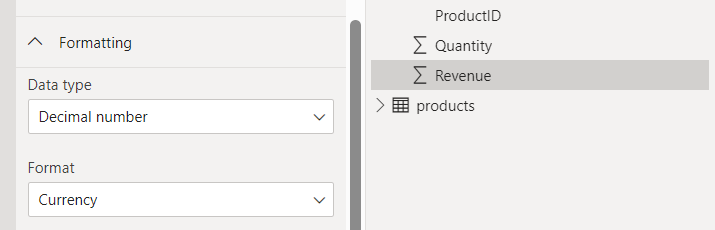 Formatting
Data type
Decimal number
Format
Currency
ProductID
Quantity
Revenue
products